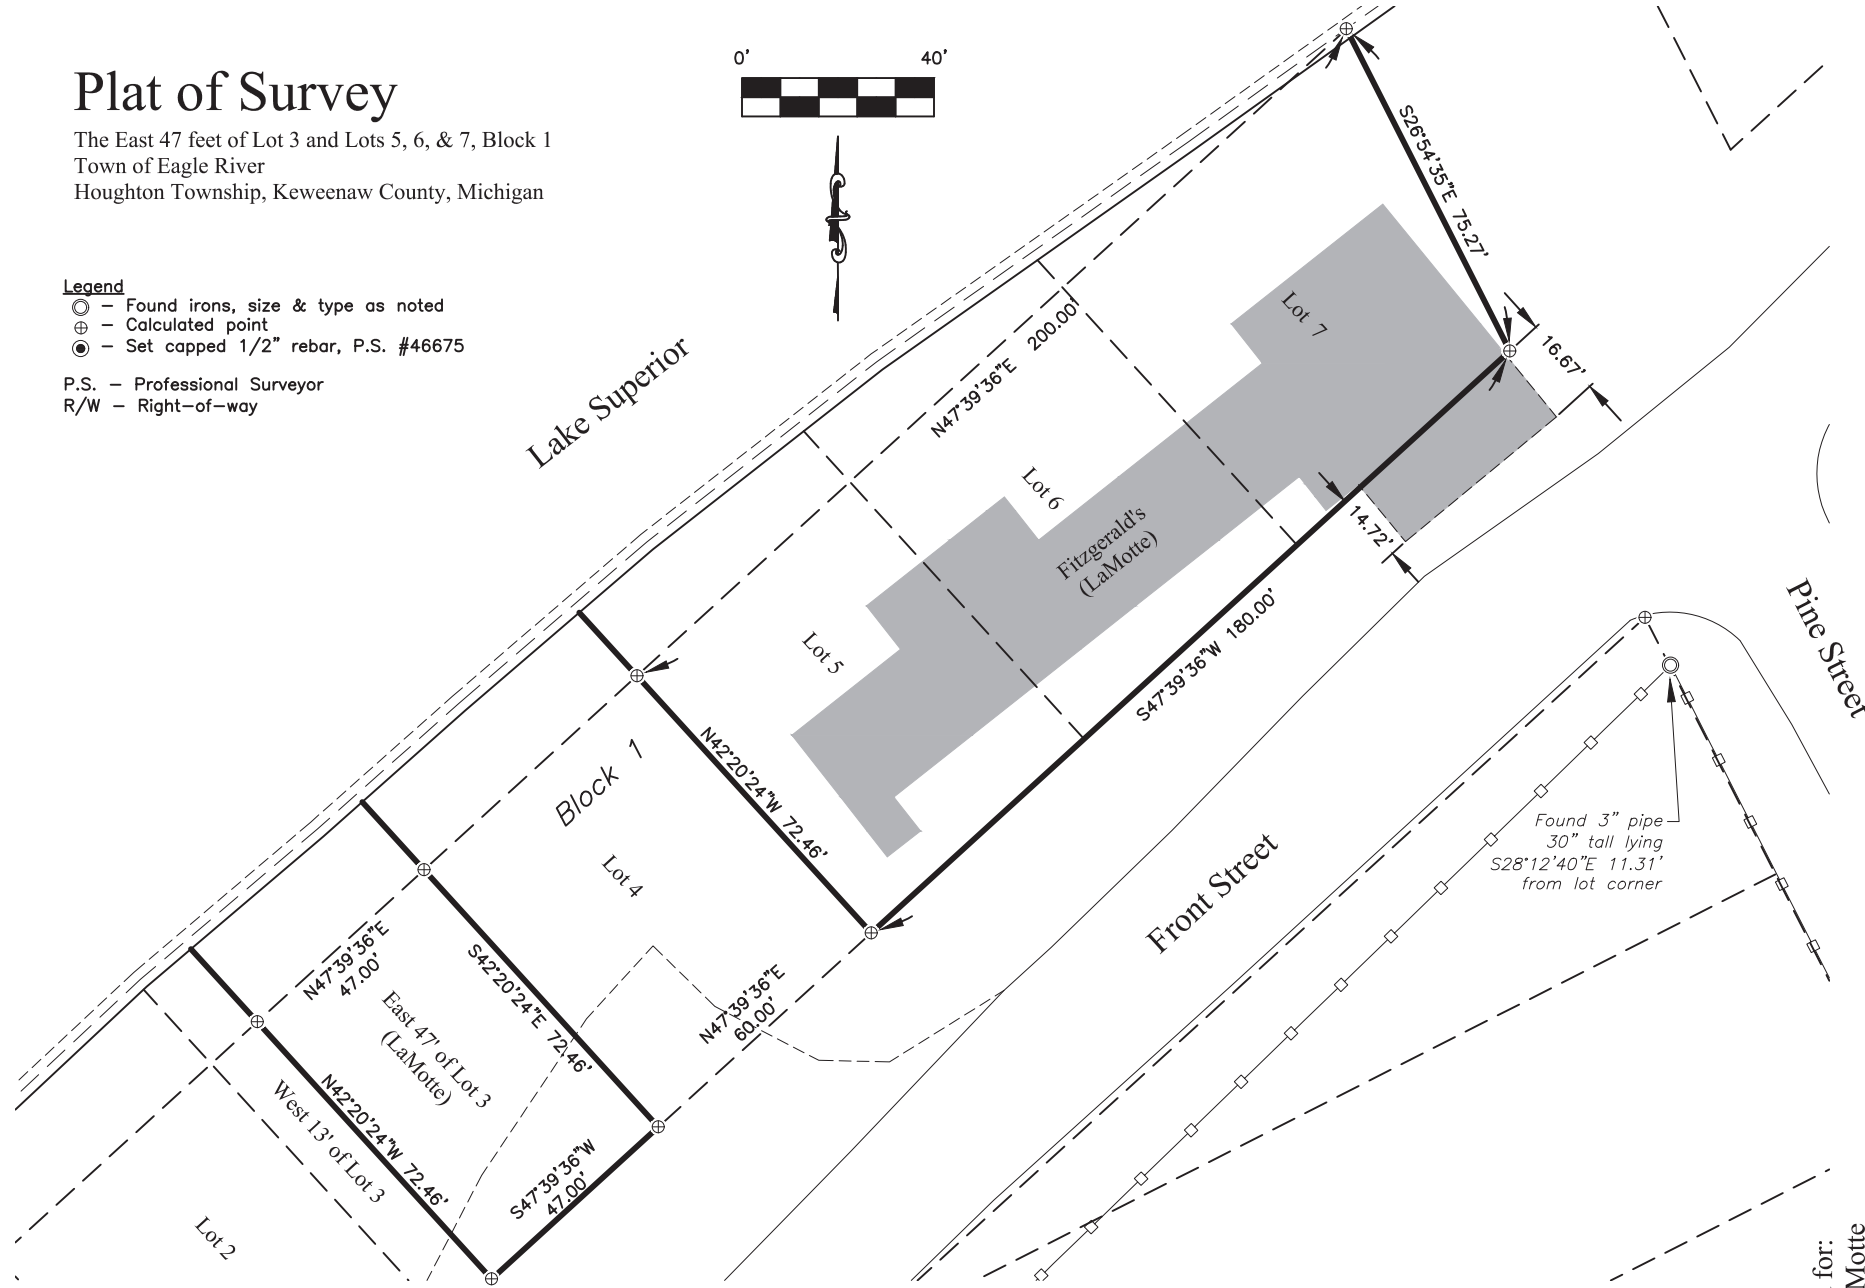 Plat of Survey
The East 47 feet of Lot 3 and Lots 5, 6, & 7, Block 1
Town of Eagle River
Houghton Township, Keweenaw County, Michigan
0'
40'
Legend
– Found irons, size & type as noted
– Calculated point
– Set capped 1/2" rebar, P.S. #46675
P.S. – Professional Surveyor
R/W – Right-of-way
Lake Superior
S26°54'35"E 75.27'
Lot 7
16.67'
N47°39'36"E 200.00'
Lot 6
Fitzgerald's
(LaMotte)
14.72'
Lot 5
S47°39'36"W 180.00'
Pine Street
N42°20'24"W 72.46'
Block 1
Lot 4
Found 3" pipe
30" tall lying
S28°12'40"E 11.31'
from lot corner
Front Street
N47°39'36"E
47.00'
S42°20'24"E 72.46'
N47°39'36"E
60.00'
East 47' of Lot 3
(LaMotte)
N42°20'24"W 72.46'
West 13' of Lot 3
S47°39'36"W
47.00'
Lot 2
for:
Motte